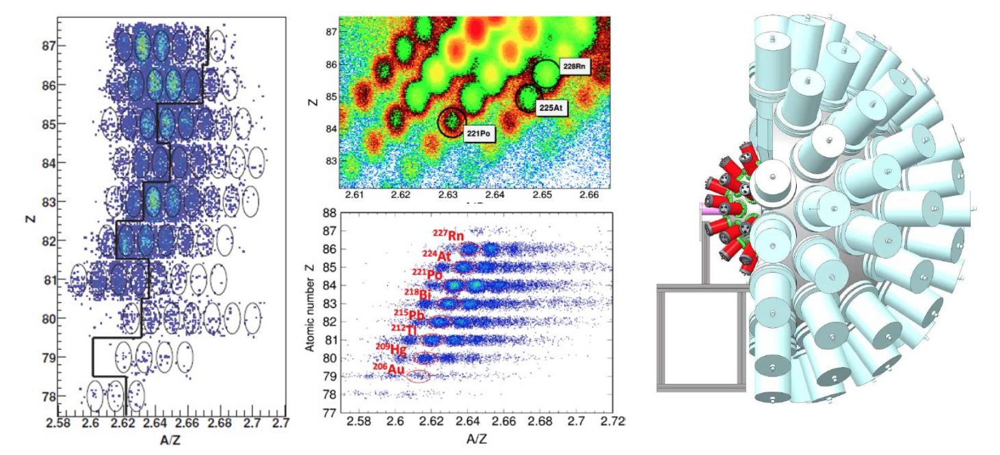 87
86
85
84
83
82
81
80
79
78
Z
2.58 2.6 2.62 2.64 2.66 2.68 2.7 2.7
A/Z
87
86
85
84
83
Z
228Rn
225At
221Po
2.61 2.62 2.63 2.64 2.65 2.66
88
87
86
85
84
83
82
81
80
79
78
77
Atomic number Z
²²⁷Rn
²²⁴At
²²¹Po
²¹⁸Bi
²¹⁵Pb
²¹²Tl
²⁰⁹Hg
²⁰⁶Au
2.58 2.6 2.62 2.64 2.66 2.68 2.7 2.72
A/Z